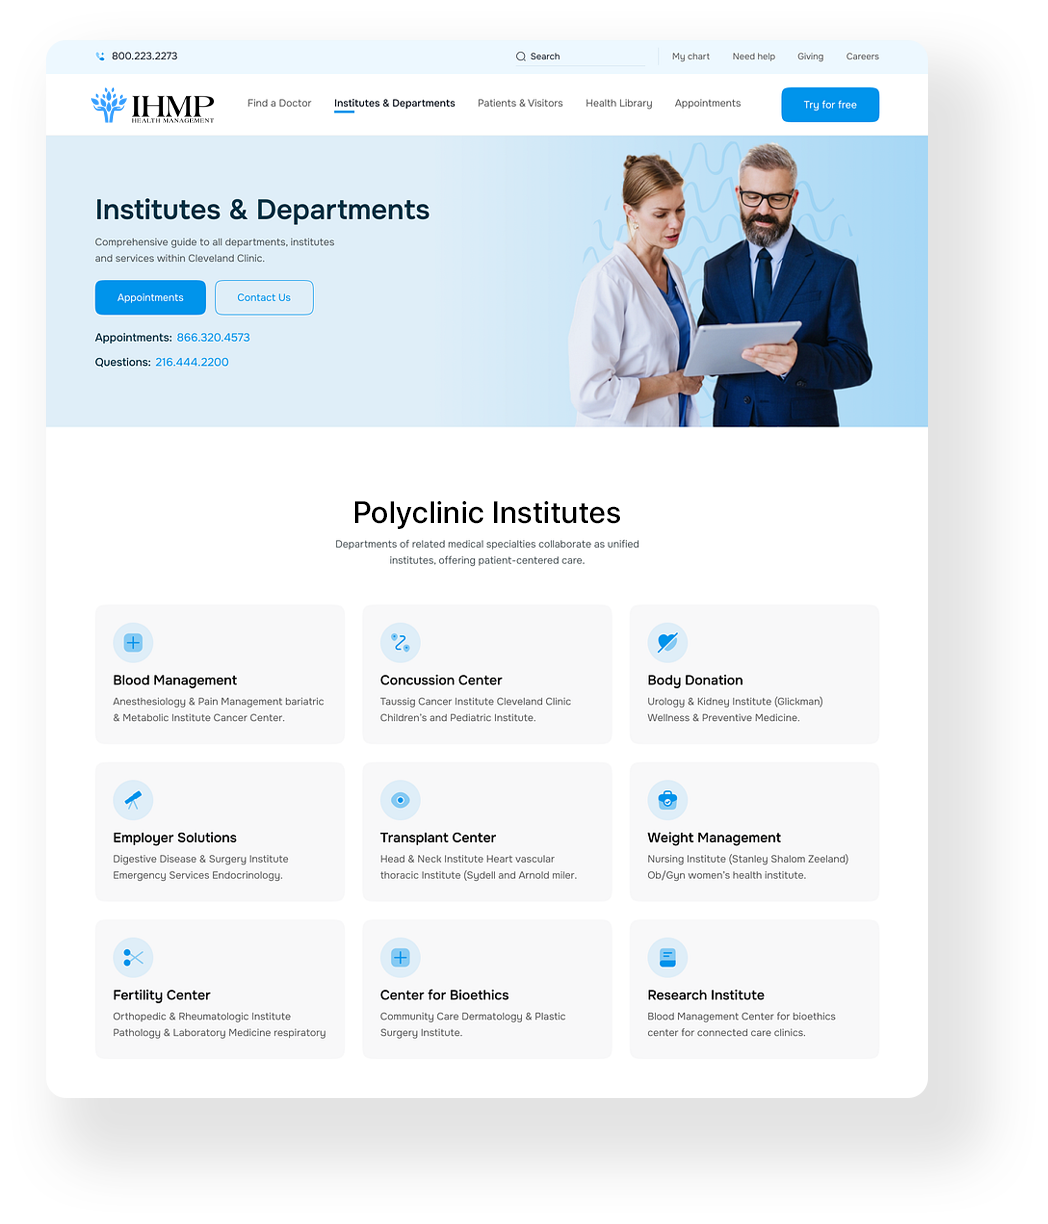 800.223.2273
Search
My chart
Need help
Giving
Careers
IHMP
HEALTH MANAGEMENT
Find a Doctor
Institutes & Departments
Patients & Visitors
Health Library
Appointments
Try for free
Institutes & Departments
Comprehensive guide to all departments, institutes
and services within Cleveland Clinic.
Appointments
Contact Us
Appointments: 866.320.4573
Questions: 216.444.2200
Polyclinic Institutes
Departments of related medical specialties collaborate as unified
institutes, offering patient-centered care.
Blood Management
Anesthesiology & Pain Management bariatric
& Metabolic Institute Cancer Center.
Concussion Center
Taussig Cancer Institute Cleveland Clinic
Children's and Pediatric Institute.
Body Donation
Urology & Kidney Institute (Glickman)
Wellness & Preventive Medicine.
Employer Solutions
Digestive Disease & Surgery Institute
Emergency Services Endocrinology.
Transplant Center
Head & Neck Institute Heart vascular
thoracic Institute (Sydell and Arnold miler.
Weight Management
Nursing Institute (Stanley Shalom Zeeland)
Ob/Gyn women's health institute.
Fertility Center
Orthopedic & Rheumatologic Institute
Pathology & Laboratory Medicine respiratory
Center for Bioethics
Community Care Dermatology & Plastic
Surgery Institute.
Research Institute
Blood Management Center for bioethics
center for connected care clinics.